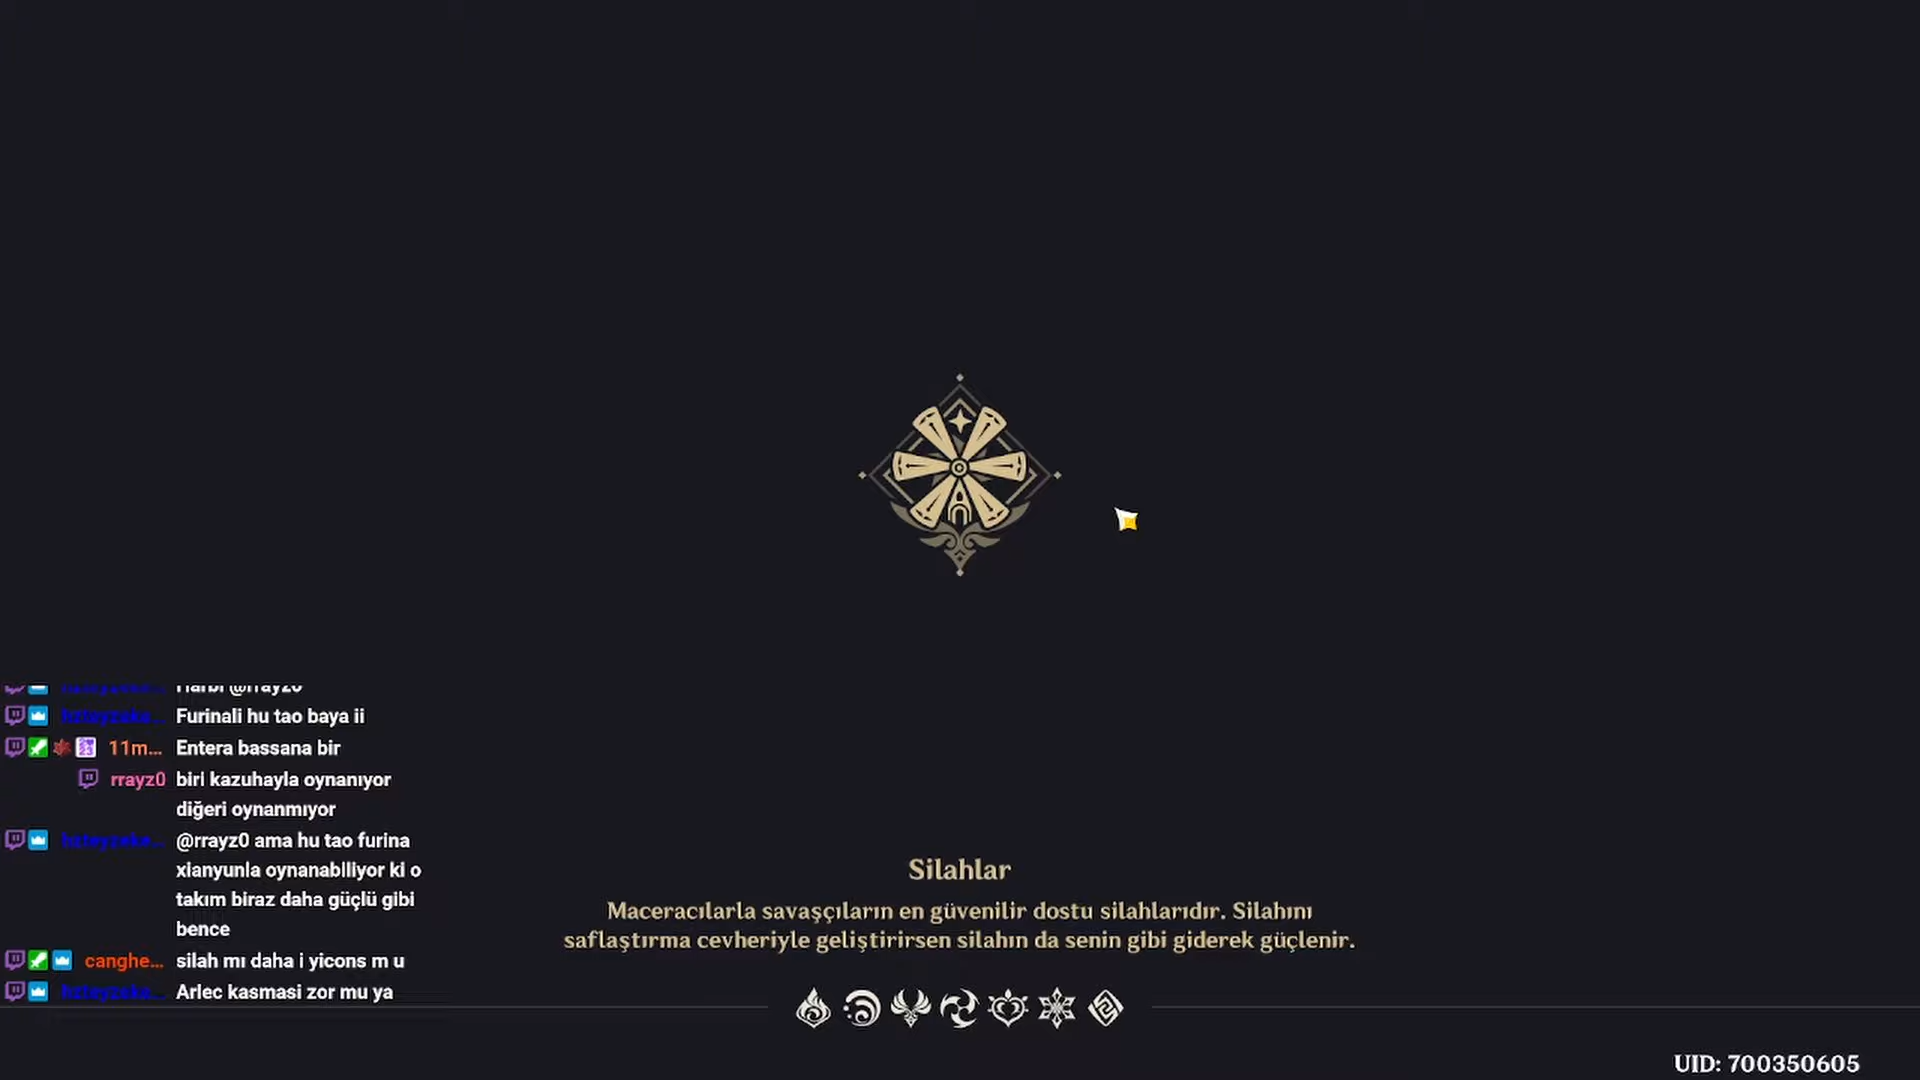 Harbi @rrayz0
Furinali hu tao baya ii
11m... Entera bassana bir
rrayz0 biri kazuhayla oynanıyor
diğeri oynanmıyor
@rrayz0 ama hu tao furina
xianyunla oynanabiliyor ki o
takım biraz daha güçlü gibi
bence
canghe... silah mı daha i yicons m u
Arlec kasmasi zor mu ya
Silahlar
Maceracılarla savaşçıların en güvenilir dostu silahlarıdır. Silahını
saflaştırma cevheriyle geliştirirsen silahın da senin gibi giderek güçlenir.
UID: 700350605